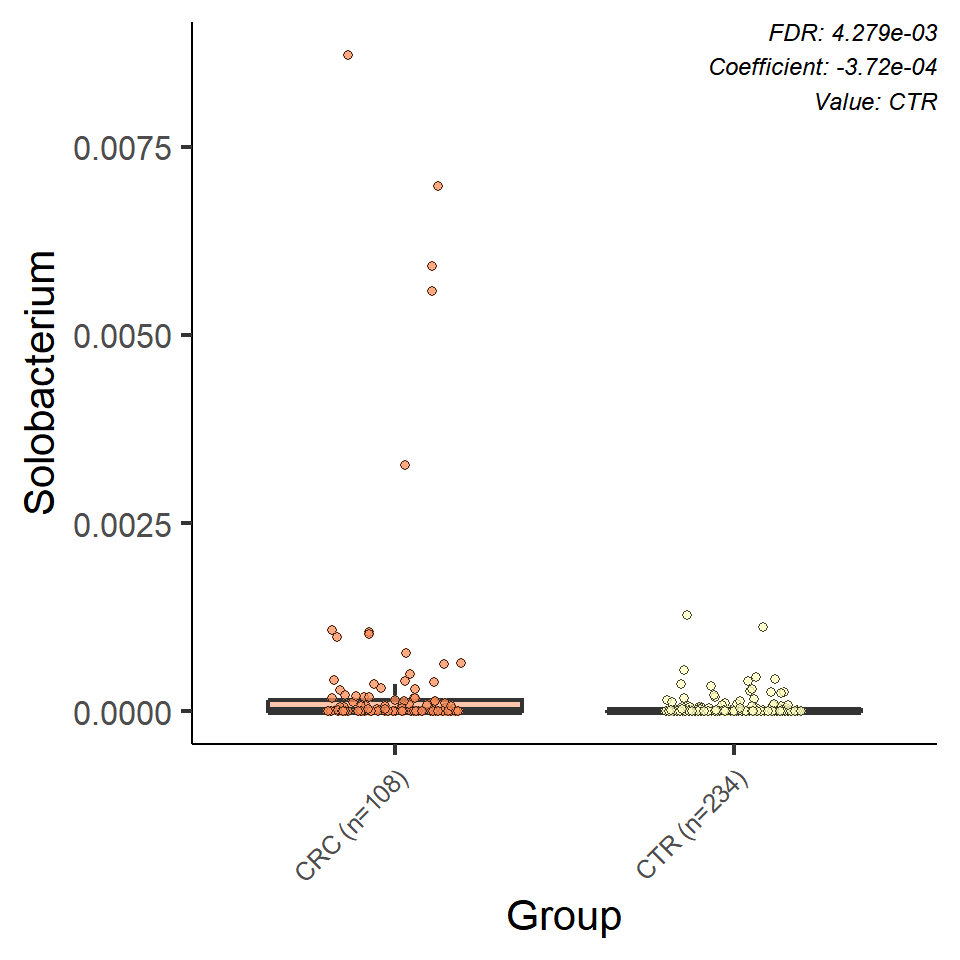 FDR: 4.279e-03
Coefficient: -3.72e-04
Value: CTR
0.0075
0.0050
0.0025
0.0000
Solobacterium
CRC (n=108)
CTR (n=234)
Group